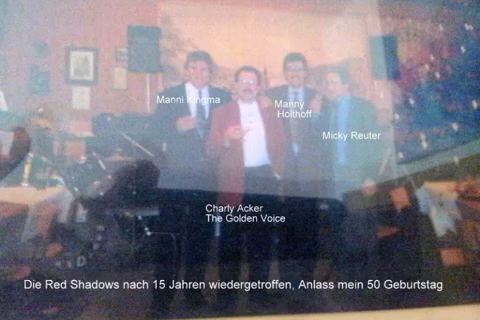 Manni Kingma
Manny
Holthoff
Micky Reuter
Charly Acker
The Golden Voice
Die Red Shadows nach 15 Jahren wiedergetroffen, Anlass mein 50 Geburtstag